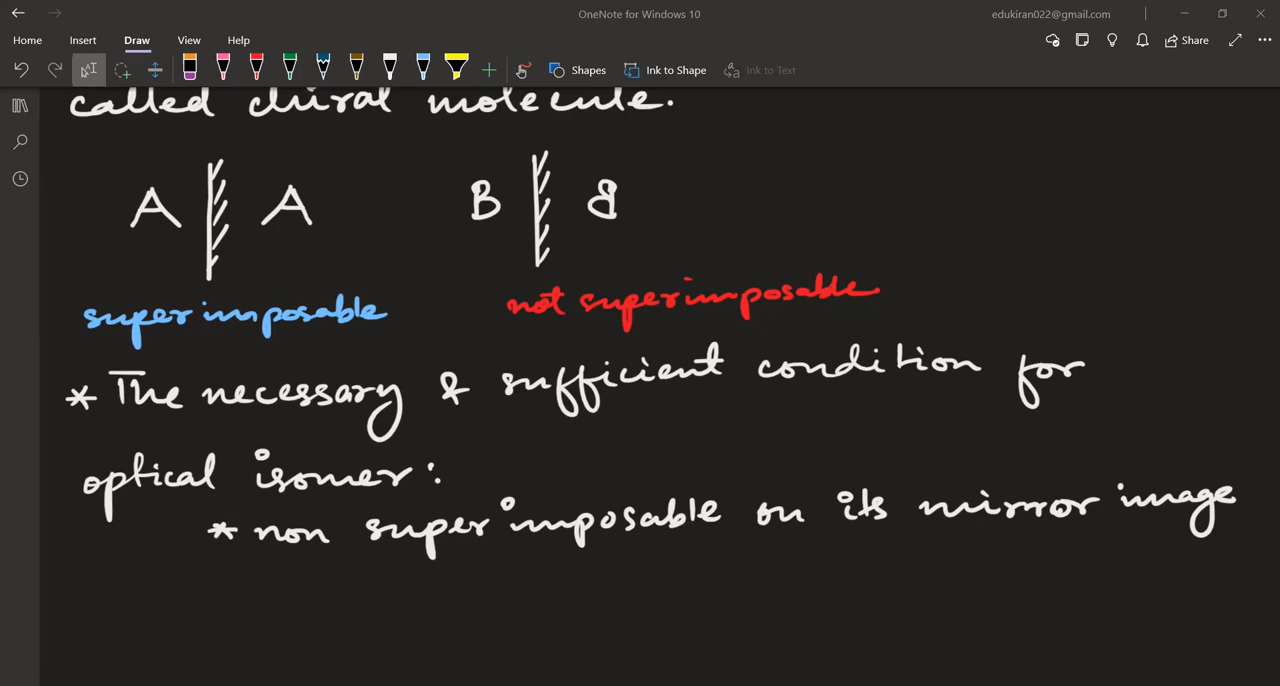 OneNote for Windows 10
edukiran022@gmail.com
Home Insert Draw View Help
Share
Shapes Ink to Shape Ink to Text
called chiral molecule.
A A B B
superimposable not superimposable
* The necessary & sufficient condition for
optical isomer:
* non superimposable on its mirror image